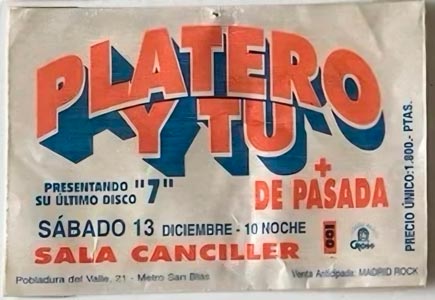 PLATERO
Y TU
+
DE PASADA
PRESENTANDO
SU ÚLTIMO DISCO "7"
SÁBADO 13 DICIEMBRE - 10 NOCHE
SALA CANCILLER
Pobladura del Valle, 21 - Metro San Blas
Venta Anticipada: MADRID ROCK
PRECIO ÚNICO: 1.800.- PTAS.